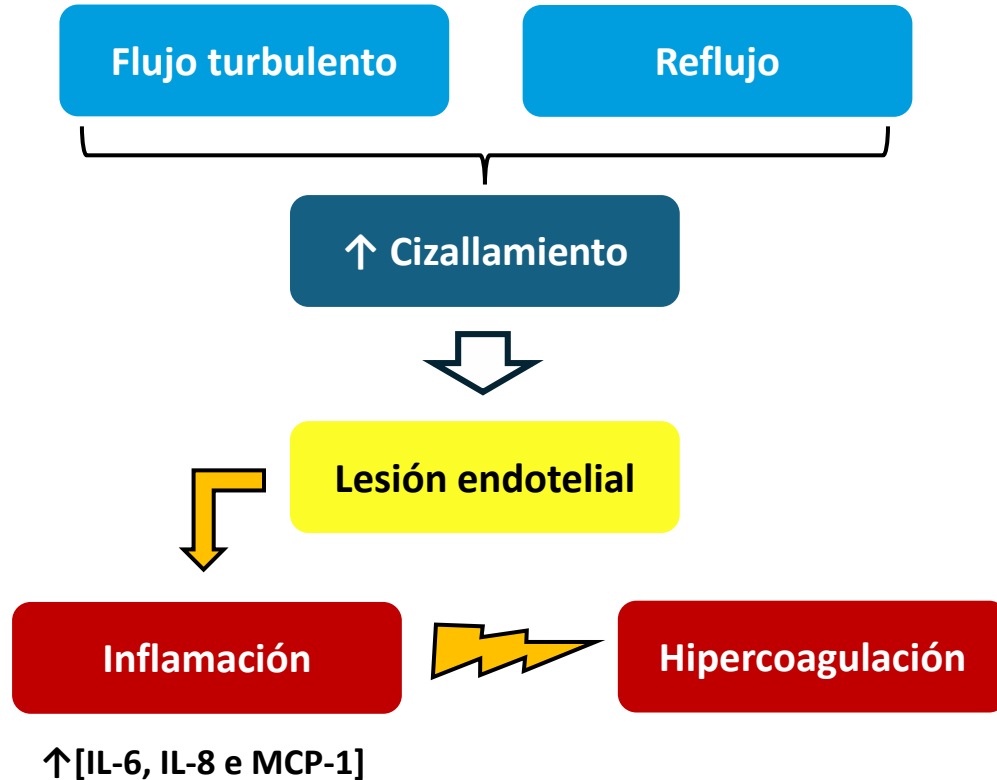 Flujo turbulento
Reflujo
↑ Cizallamiento
Lesión endotelial
Inflamación
Hipercoagulación
↑[IL-6, IL-8 e MCP-1]